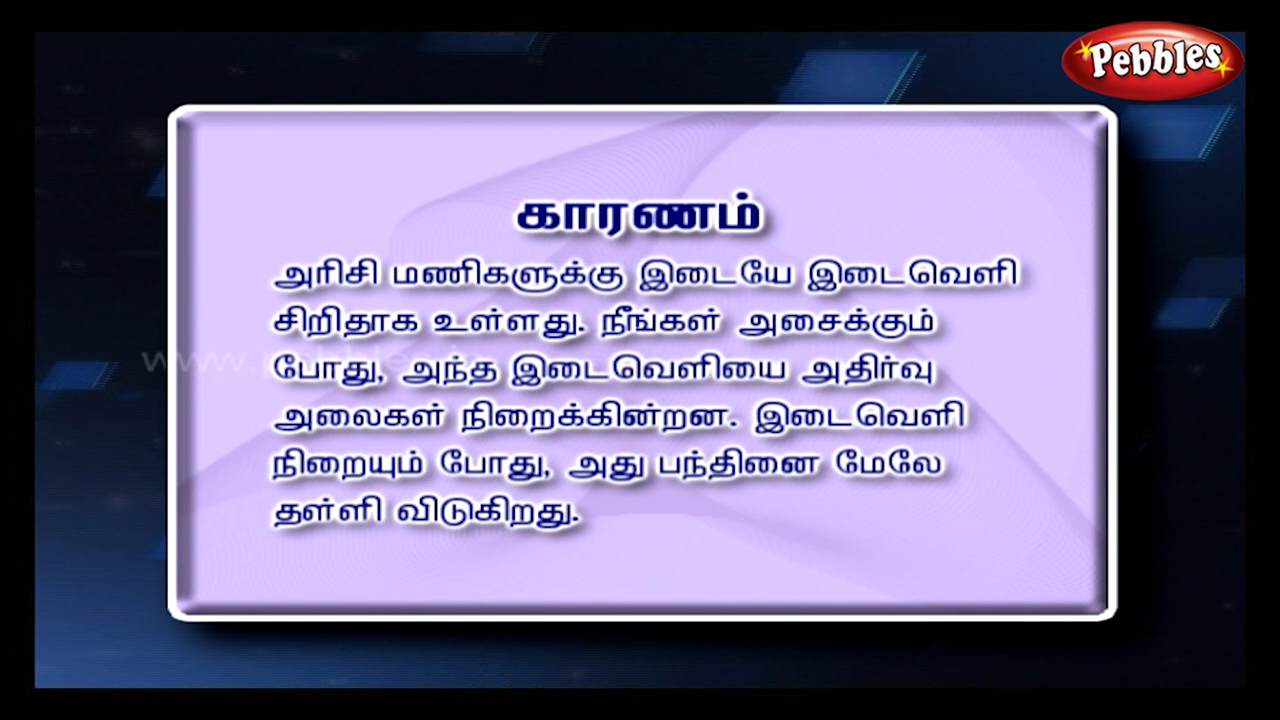 Pebbles
காரணம்
அரிசி மணிகளுக்கு இடையே இடைவெளி
சிறிதாக உள்ளது. நீங்கள் அசைக்கும்
போது, அந்த இடைவெளியை அதிர்வு
அலைகள் நிறைக்கின்றன. இடைவெளி
நிறையும் போது, அது பந்தினை மேலே
தள்ளி விடுகிறது.